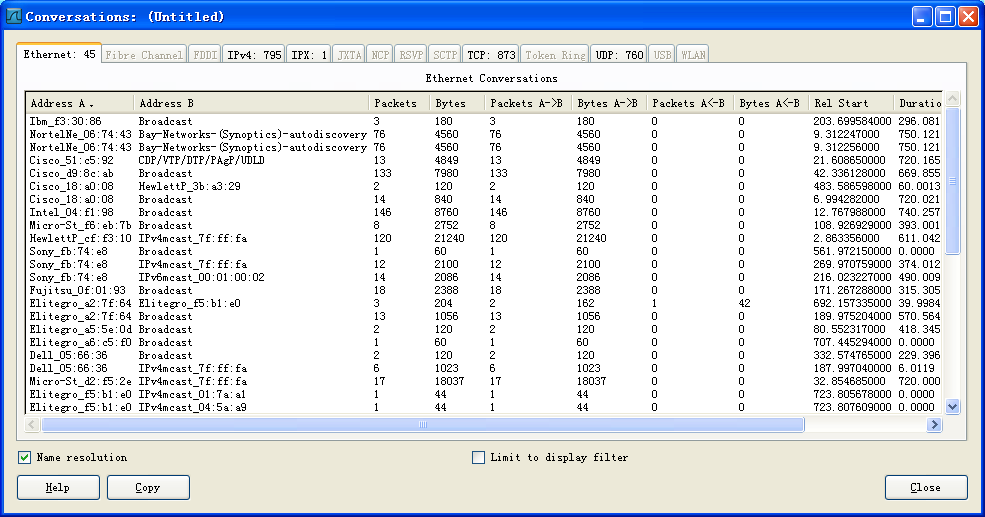 Conversations: (Untitled)
Ethernet: 45 Fibre Channel FDDI IPv4: 795 IPX: 1 JXTA NCP RSVP SCTP TCP: 873 Token Ring UDP: 760 USB WLAN
Ethernet Conversations
Address A Address B Packets Bytes Packets A->B Bytes A->B Packets A<-B Bytes A<-B Rel Start Duratio
Ibm_f3:30:86 Broadcast 3 180 3 180 0 0 203.699584000 296.081
NortelNe_06:74:43 Bay-Networks-(Synoptics)-autodiscovery 76 4560 76 4560 0 0 9.312247000 750.121
NortelNe_06:74:43 Bay-Networks-(Synoptics)-autodiscovery 76 4560 76 4560 0 0 9.312256000 750.121
Cisco_51:c5:92 CDP/VTP/DTP/PAgP/UDLD 13 4849 13 4849 0 0 21.608650000 720.165
Cisco_d9:8c:ab Broadcast 133 7980 133 7980 0 0 42.336128000 669.855
Cisco_18:a0:08 HewlettP_3b:a3:29 2 120 2 120 0 0 483.586598000 60.0013
Cisco_18:a0:08 Broadcast 14 840 14 840 0 0 6.994282000 720.021
Intel_04:f1:98 Broadcast 146 8760 146 8760 0 0 12.767988000 740.257
Micro-St_f6:eb:7b Broadcast 8 2752 8 2752 0 0 108.926929000 393.001
HewlettP_cf:f3:10 IPv4mcast_7f:ff:fa 120 21240 120 21240 0 0 2.863356000 611.042
Sony_fb:74:e8 Broadcast 1 60 1 60 0 0 561.972150000 0.0000
Sony_fb:74:e8 IPv4mcast_7f:ff:fa 12 2100 12 2100 0 0 269.970759000 374.012
Sony_fb:74:e8 IPv6mcast_00:01:00:02 14 2086 14 2086 0 0 216.023227000 490.009
Fujitsu_0f:01:93 Broadcast 18 2388 18 2388 0 0 171.267288000 315.305
Elitegro_a2:7f:64 Elitegro_f5:b1:e0 3 204 2 162 1 42 692.157335000 39.9984
Elitegro_a2:7f:64 Broadcast 13 1056 13 1056 0 0 189.975204000 570.564
Elitegro_a5:5e:0d Broadcast 2 120 2 120 0 0 80.552317000 418.345
Elitegro_a6:c5:f0 Broadcast 1 60 1 60 0 0 707.445294000 0.0000
Dell_05:66:36 Broadcast 2 120 2 120 0 0 332.574765000 229.396
Dell_05:66:36 IPv4mcast_7f:ff:fa 6 1023 6 1023 0 0 187.997040000 6.0119
Micro-St_d2:f5:2e IPv4mcast_7f:ff:fa 17 18037 17 18037 0 0 32.854685000 720.000
Elitegro_f5:b1:e0 IPv4mcast_01:7a:a1 1 44 1 44 0 0 723.805678000 0.0000
Elitegro_f5:b1:e0 IPv4mcast_04:5a:a9 1 44 1 44 0 0 723.807609000 0.0000
Name resolution Limit to display filter
Help Copy Close